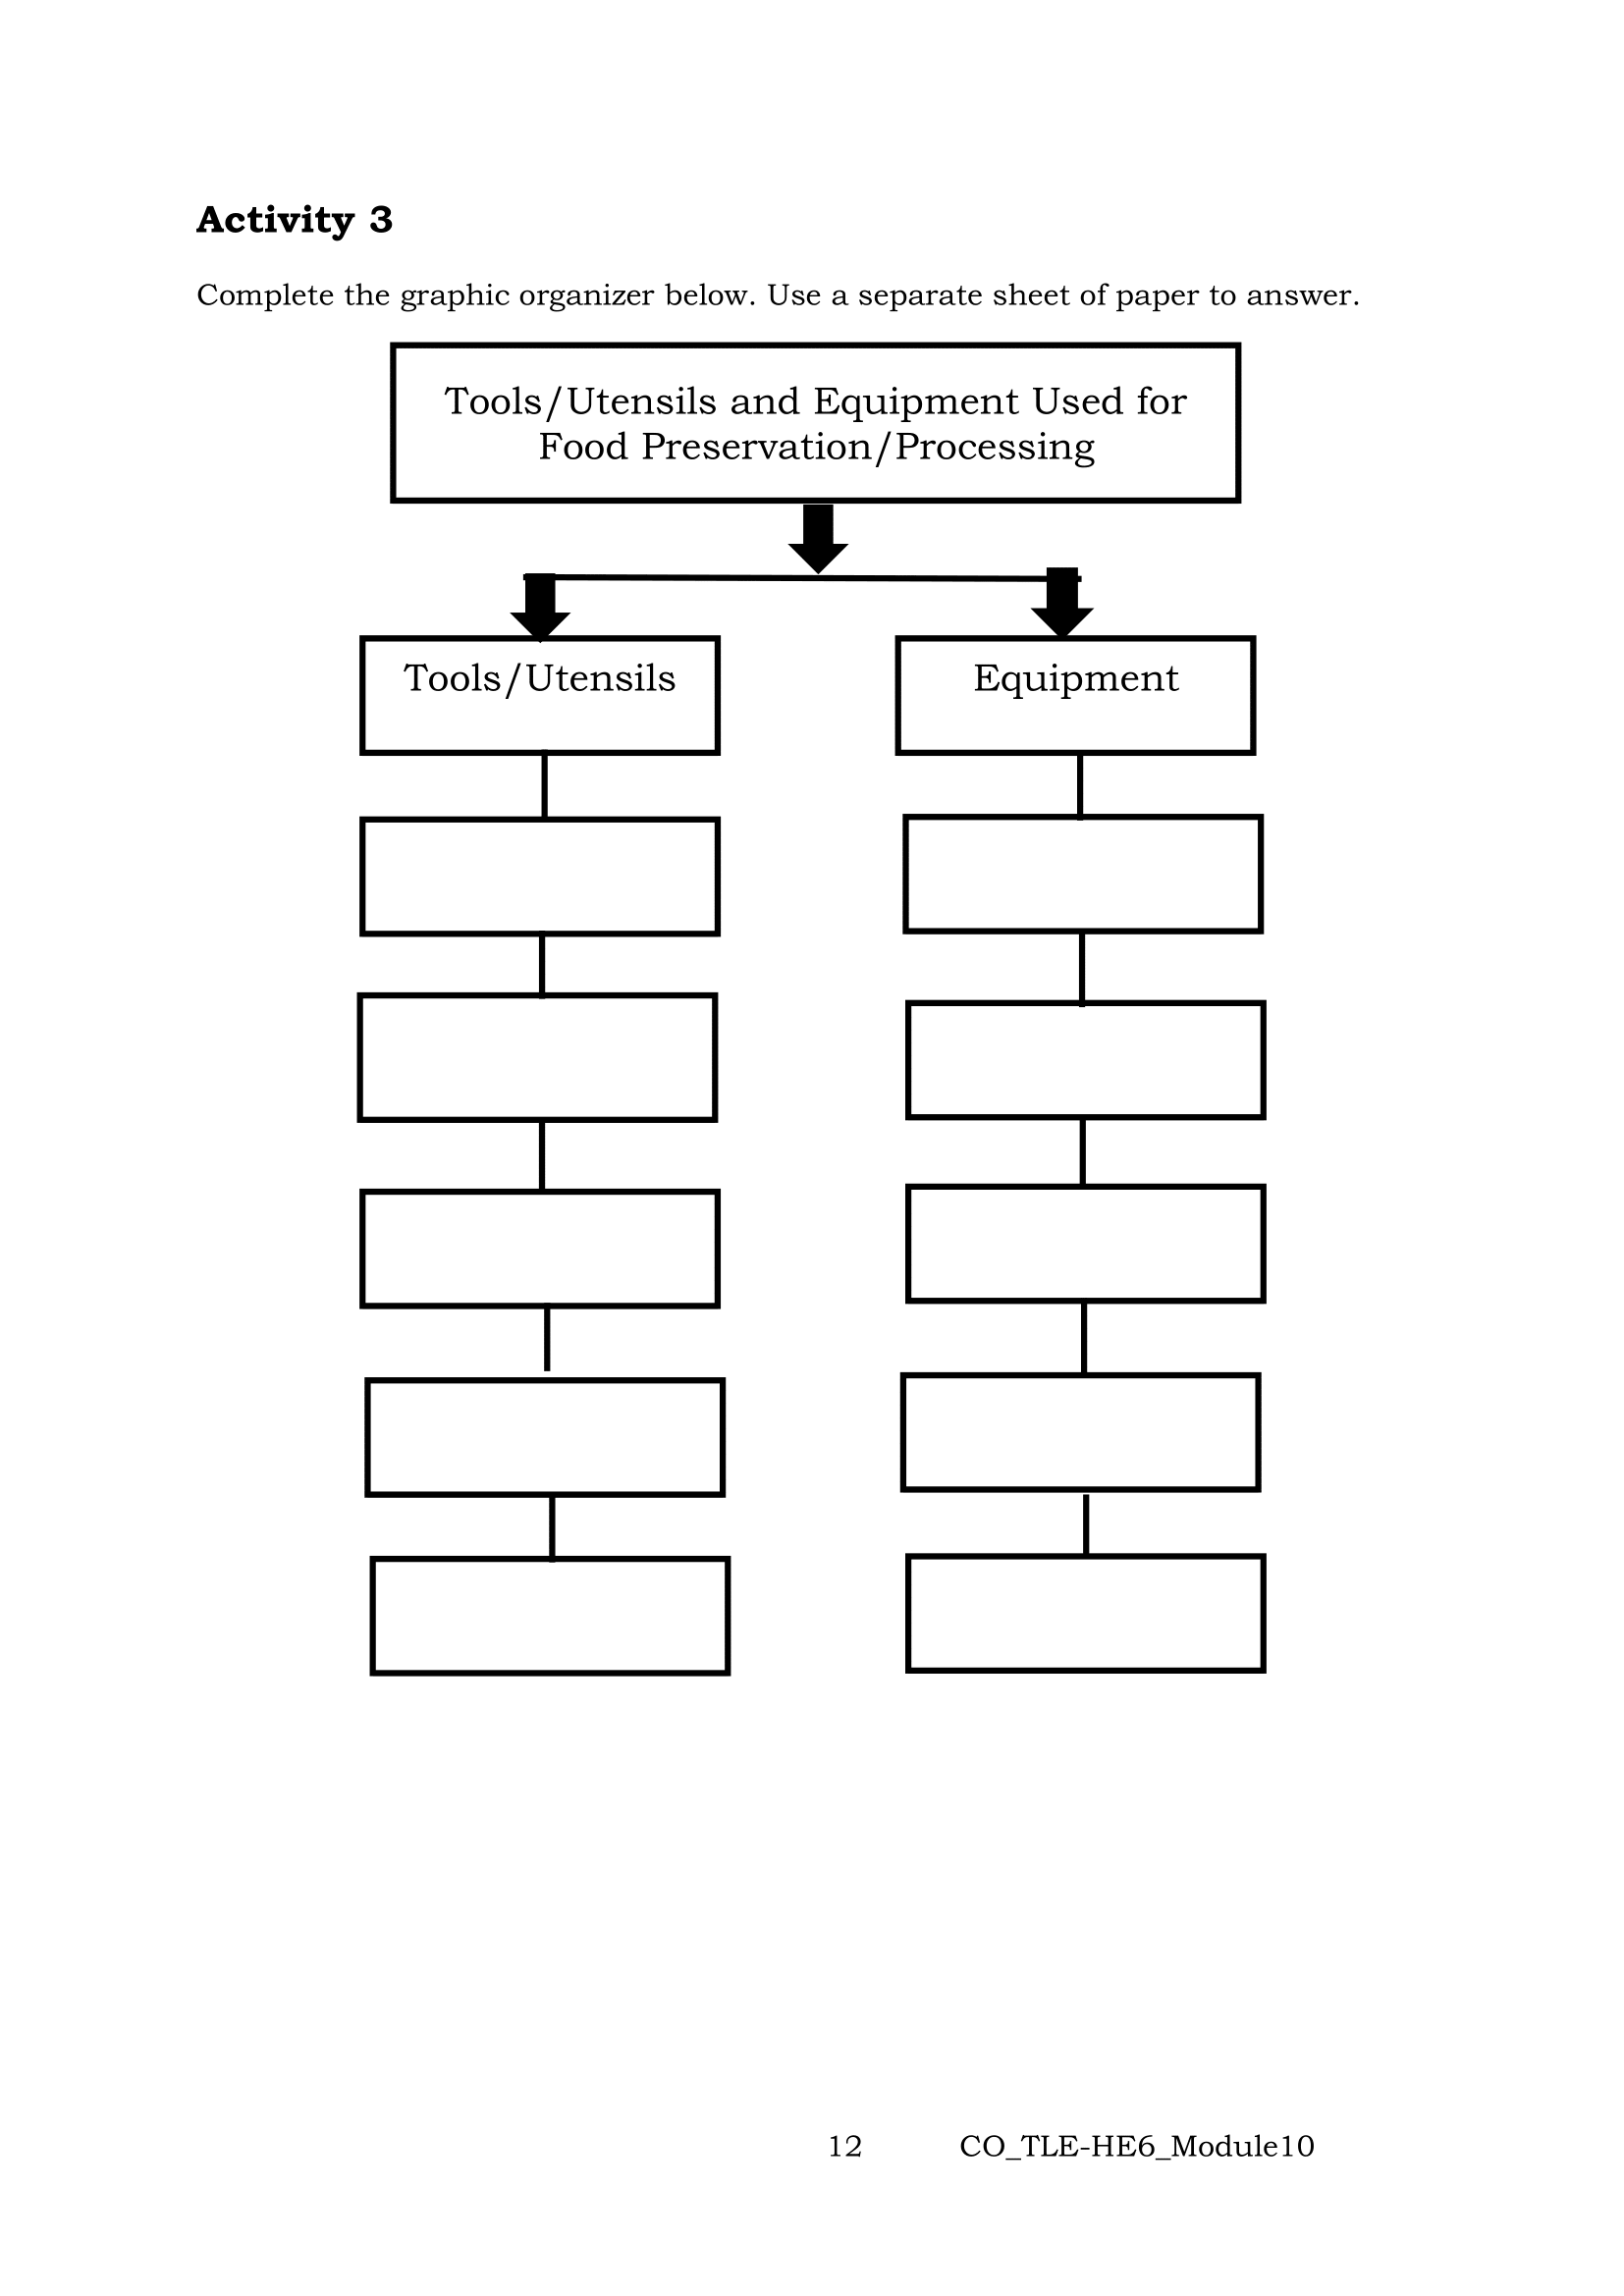 Activity 3
Complete the graphic organizer below. Use a separate sheet of paper to answer.
Tools/Utensils and Equipment Used for
Food Preservation/Processing
Tools/Utensils
Equipment
12
CO_TLE-HE6_Module10